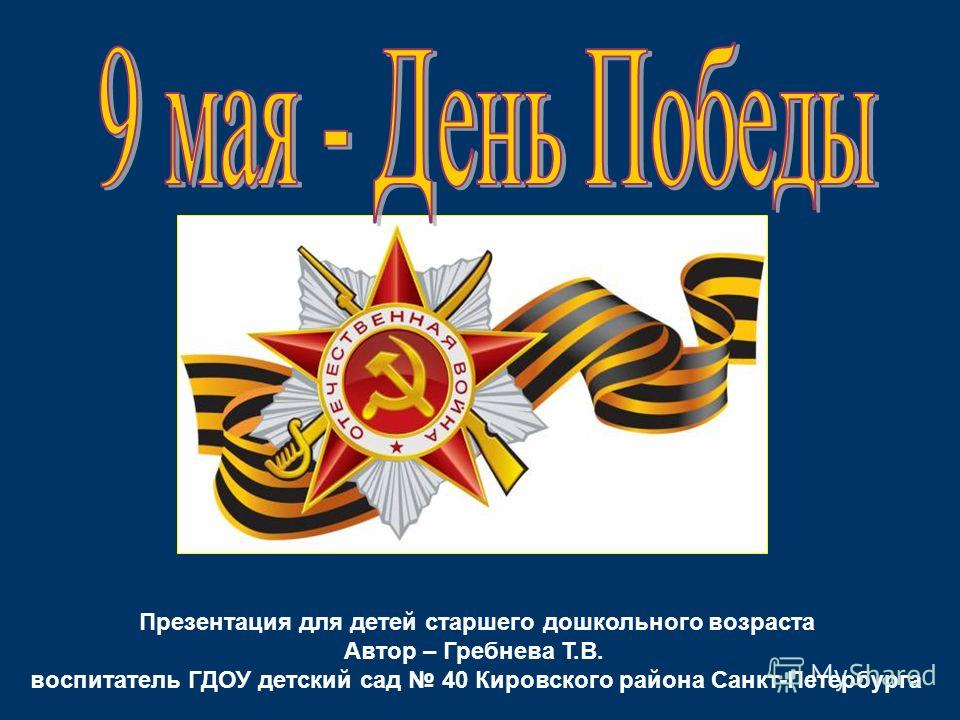 9 мая - День Победы
ОТЕЧЕСТВЕННАЯ ВОЙНА
Презентация для детей старшего дошкольного возраста
Автор – Гребнева Т.В.
воспитатель ГДОУ детский сад № 40 Кировского района Санкт-Петербурга
MyShared